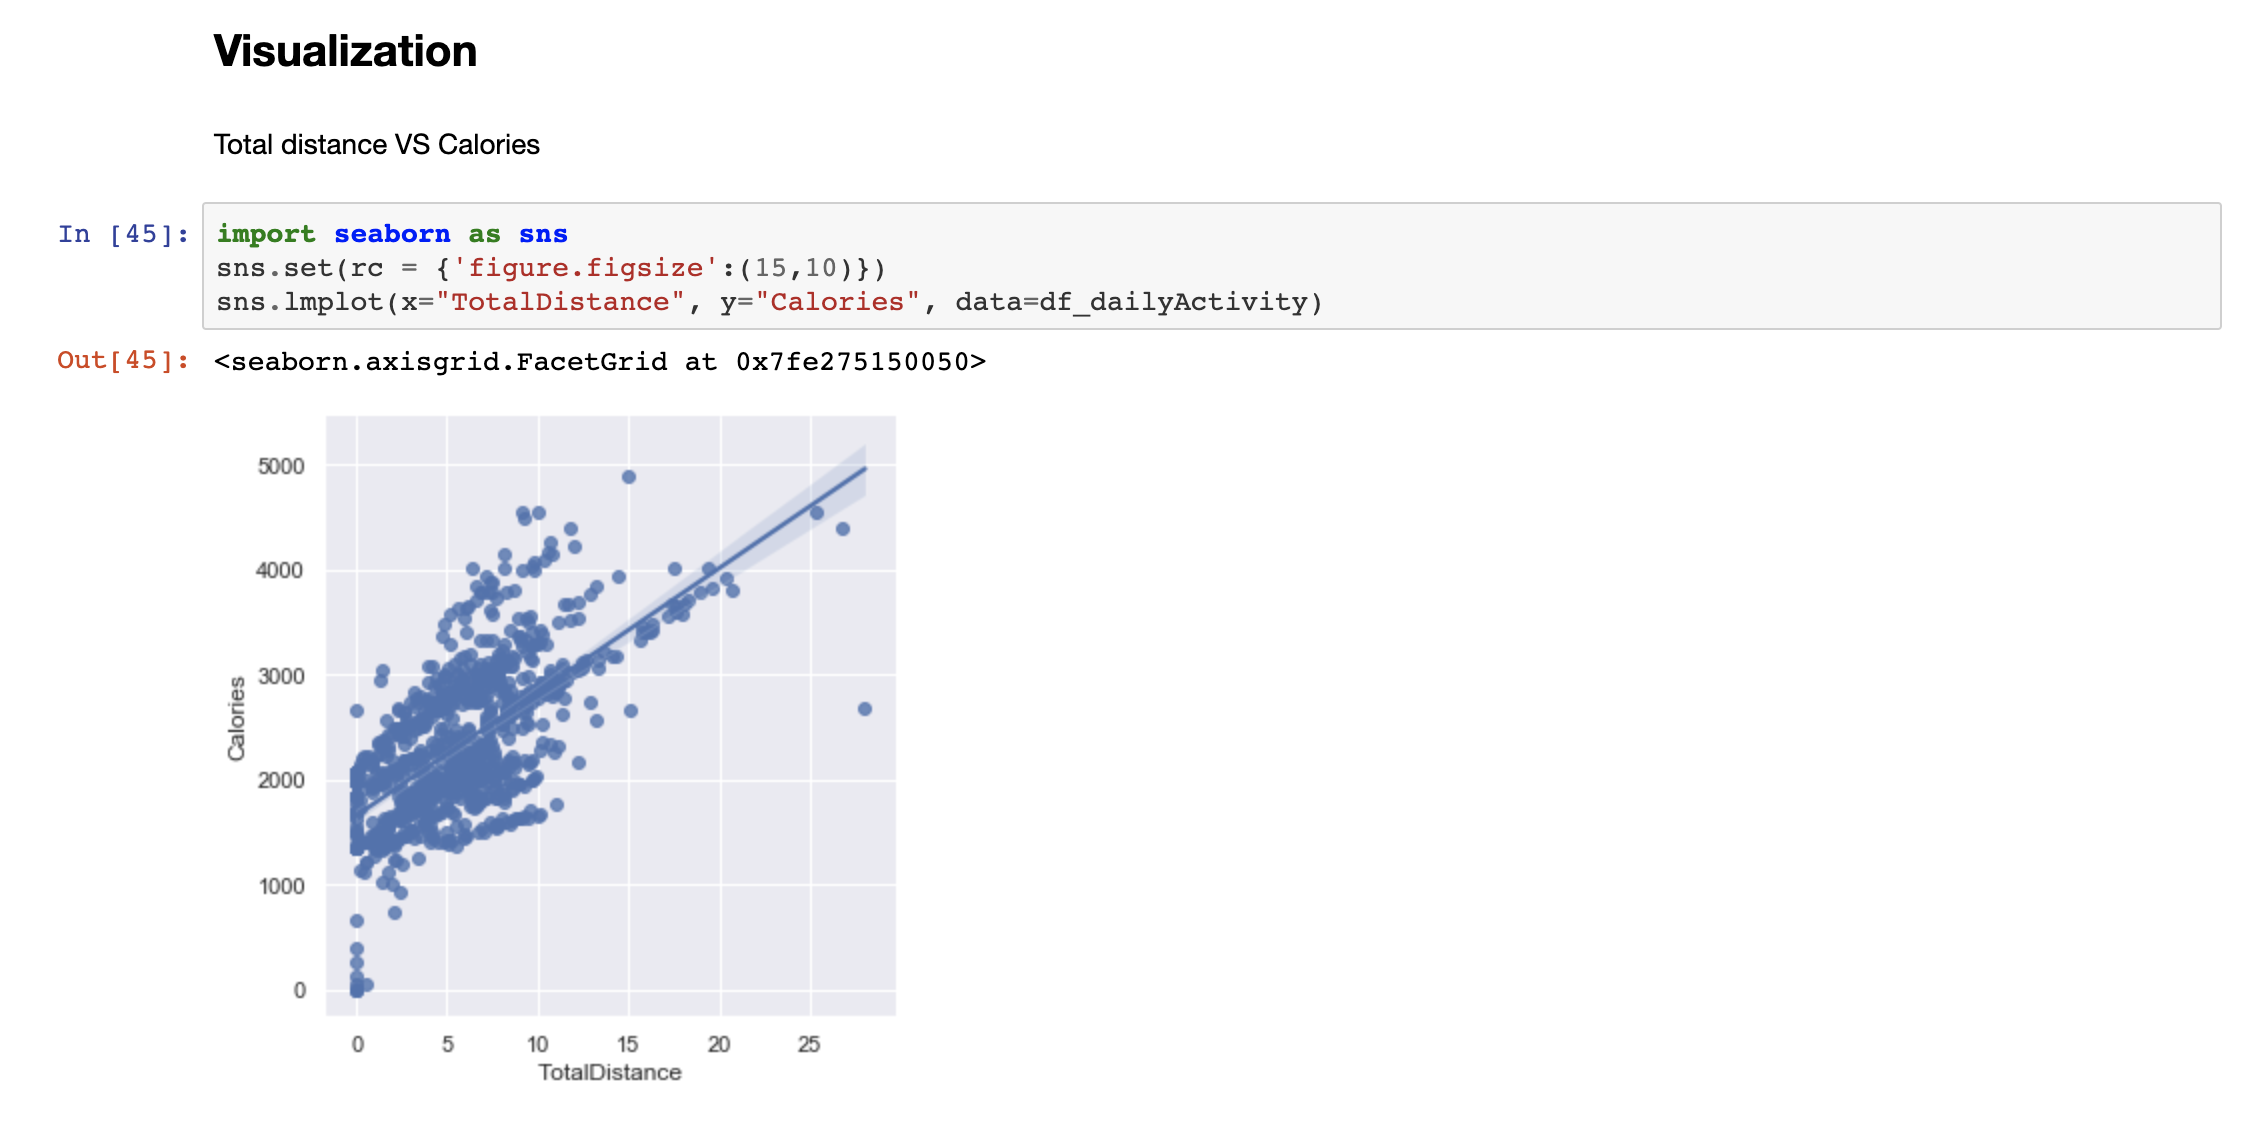 Visualization
Total distance VS Calories
In [45]:
import seaborn as sns
sns.set(rc = {'figure.figsize':(15,10)})
sns.lmplot(x="TotalDistance", y="Calories", data=df_dailyActivity)
Out[45]: <seaborn.axisgrid.FacetGrid at 0x7fe275150050>
5000
4000
3000
2000
1000
0
Calories
0 5 10 15 20 25
TotalDistance